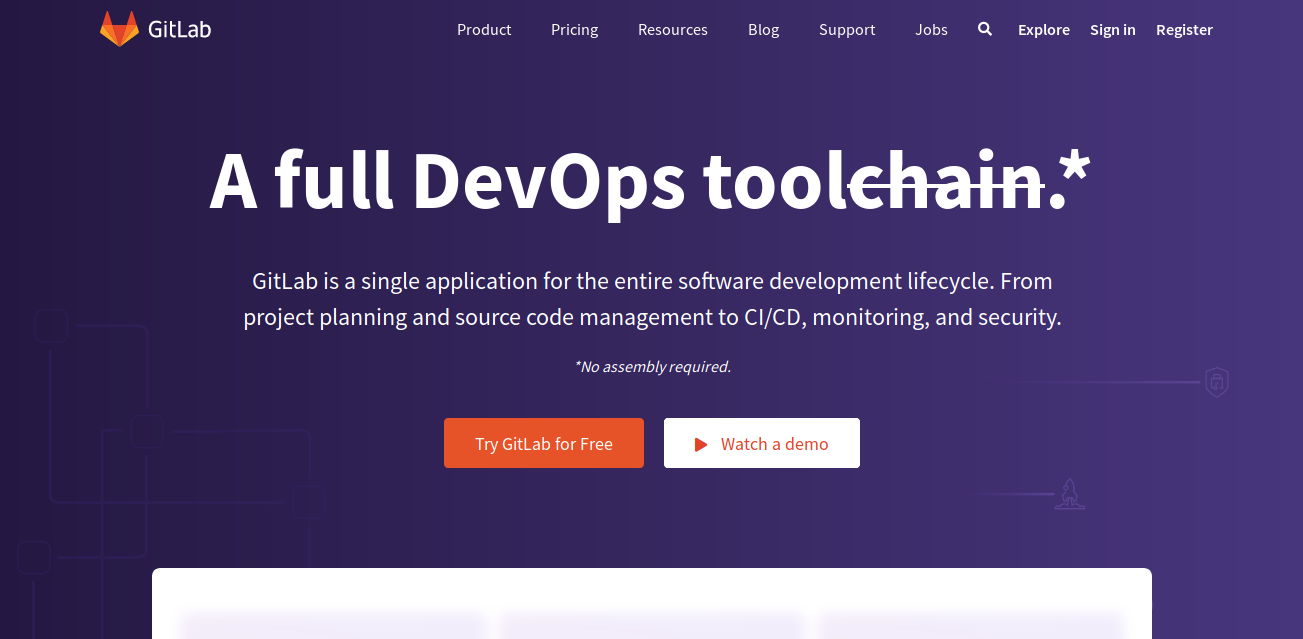 GitLab
Product Pricing Resources Blog Support Jobs Explore Sign in Register
A full DevOps toolchain.*
GitLab is a single application for the entire software development lifecycle. From
project planning and source code management to CI/CD, monitoring, and security.
*No assembly required.
Try GitLab for Free
Watch a demo